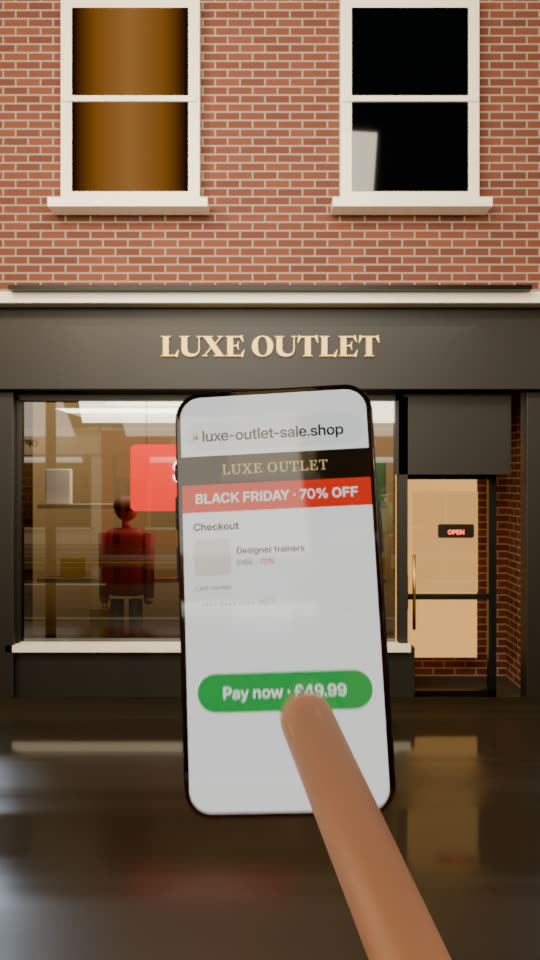 LUXE OUTLET
luxe-outlet-sale.shop
LUXE OUTLET
BLACK FRIDAY · 70% OFF
Checkout
Designer trainers
-70%
OPEN
Pay now · £49.99